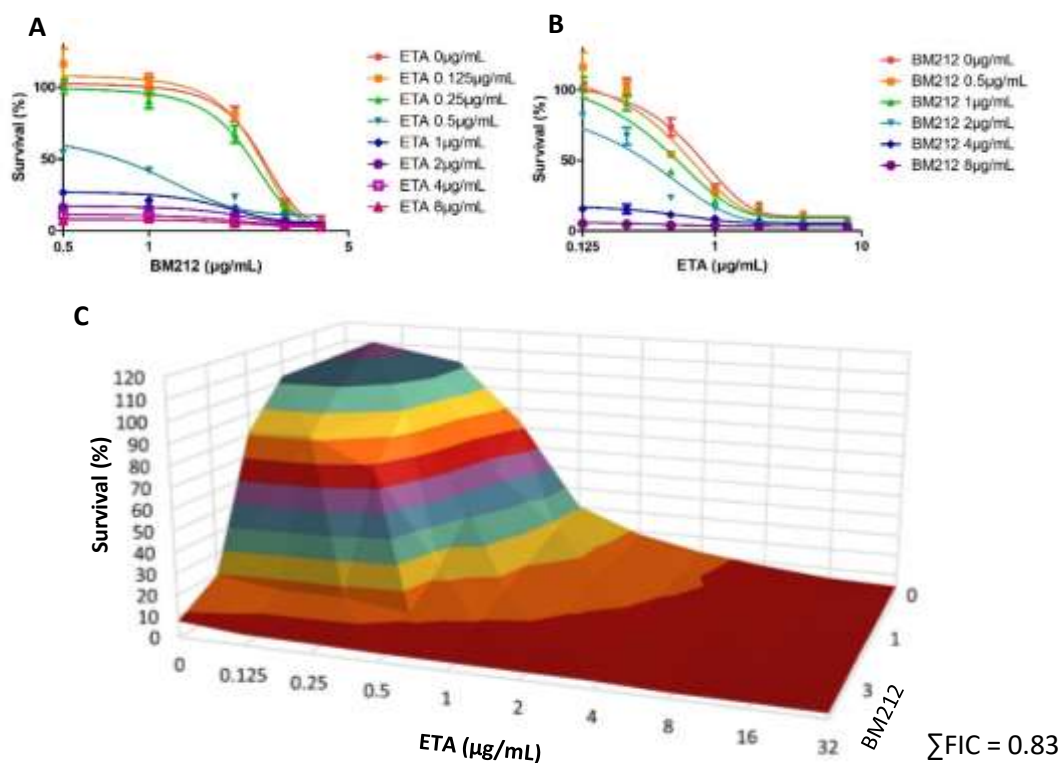 A
Survival (%)
100
50
0
0.5
1
5
BM212 (µg/mL)
ETA 0µg/mL
ETA 0.125µg/mL
ETA 0.25µg/mL
ETA 0.5µg/mL
ETA 1µg/mL
ETA 2µg/mL
ETA 4µg/mL
ETA 8µg/mL
B
Survival (%)
100
50
0
0.125
1
10
ETA (µg/mL)
BM212 0µg/mL
BM212 0.5µg/mL
BM212 1µg/mL
BM212 2µg/mL
BM212 4µg/mL
BM212 8µg/mL
C
Survival (%)
120
110
100
90
80
70
60
50
40
30
20
10
0
0
0.125
0.25
0.5
1
2
4
8
16
32
ETA (µg/mL)
0
1
3
BM212
∑FIC = 0.83